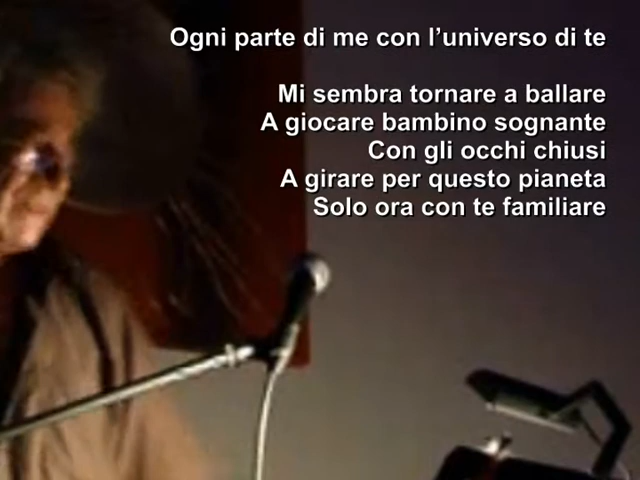 Ogni parte di me con l’universo di te
Mi sembra tornare a ballare
A giocare bambino sognante
Con gli occhi chiusi
A girare per questo pianeta
Solo ora con te familiare